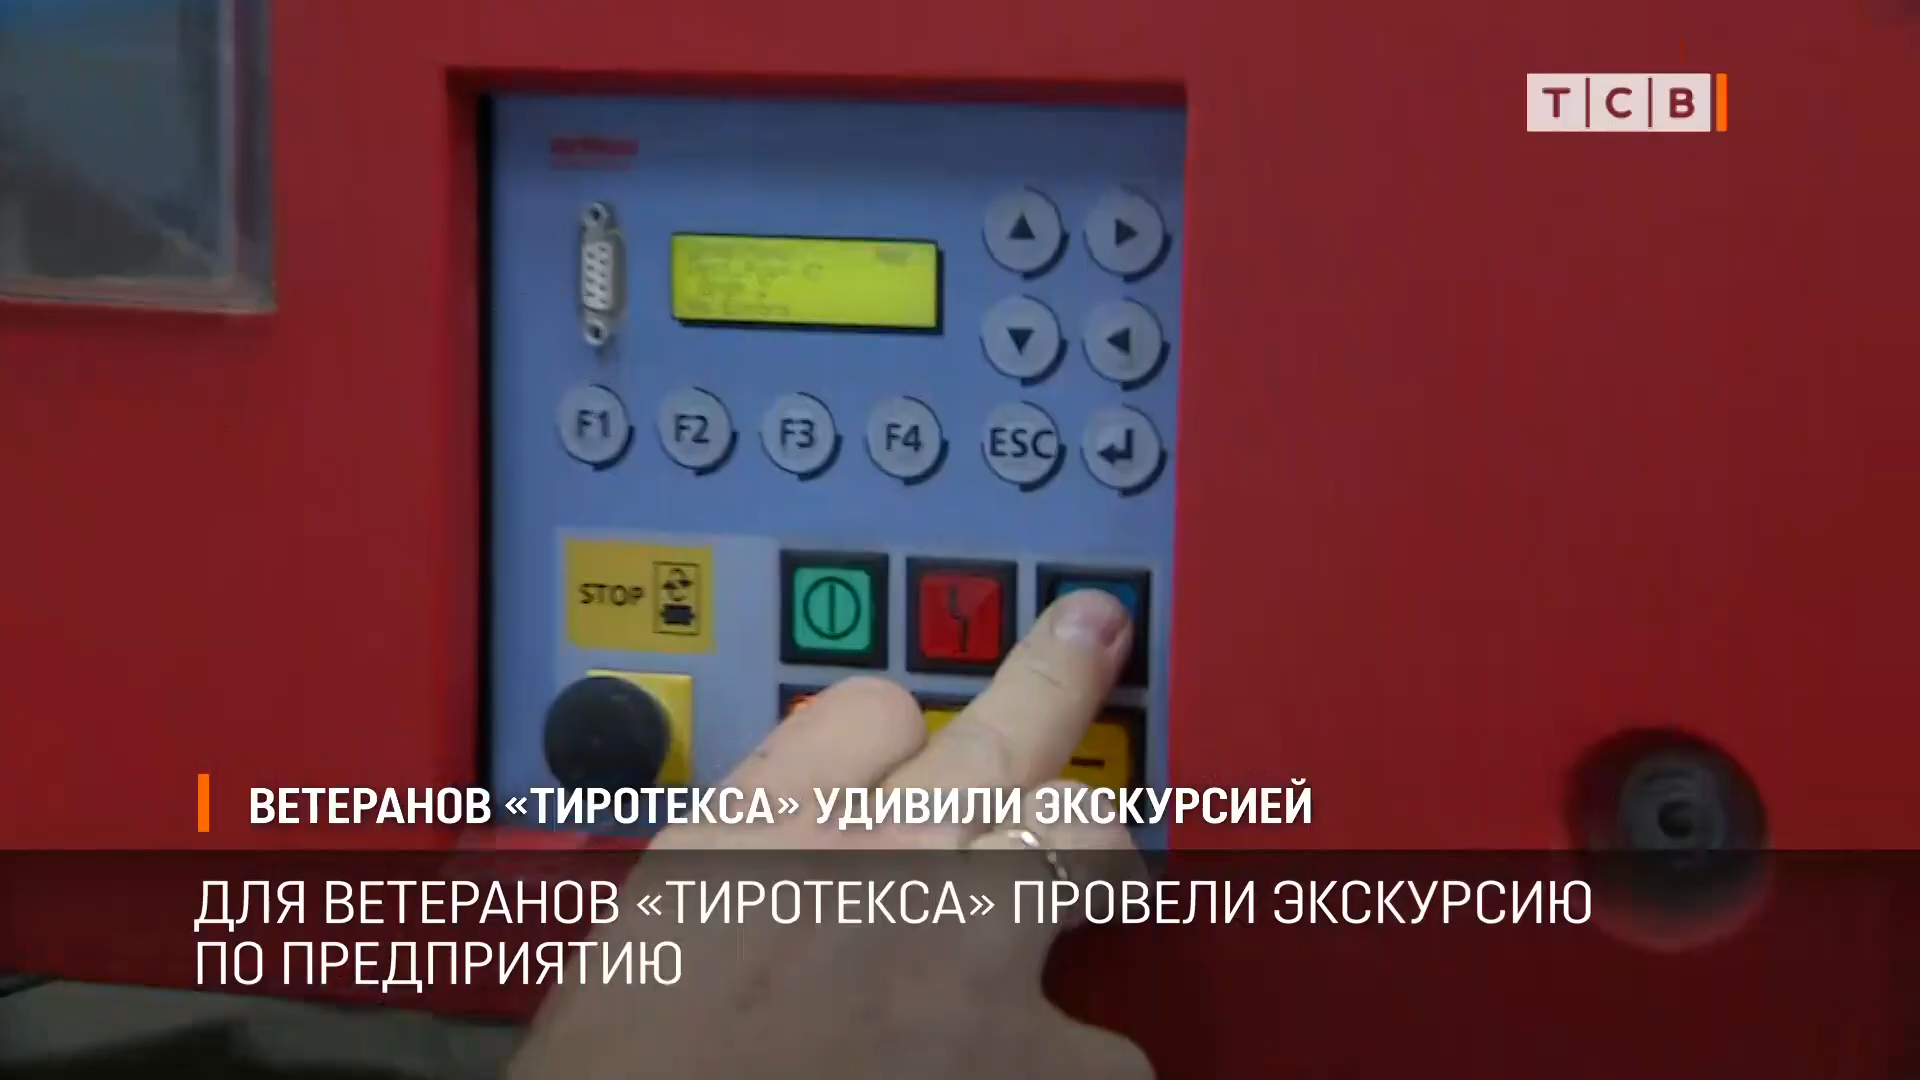 ТСВ
F1 F2 F3 F4 ESC
STOP
ВЕТЕРАНОВ «ТИРОТЕКСА» УДИВИЛИ ЭКСКУРСИЕЙ
ДЛЯ ВЕТЕРАНОВ «ТИРОТЕКСА» ПРОВЕЛИ ЭКСКУРСИЮ
ПО ПРЕДПРИЯТИЮ